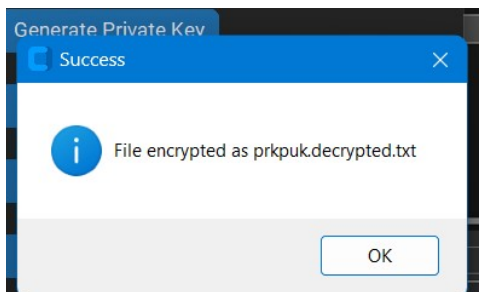 Generate Private Key
Success
File encrypted as prkpuk.decrypted.txt
OK